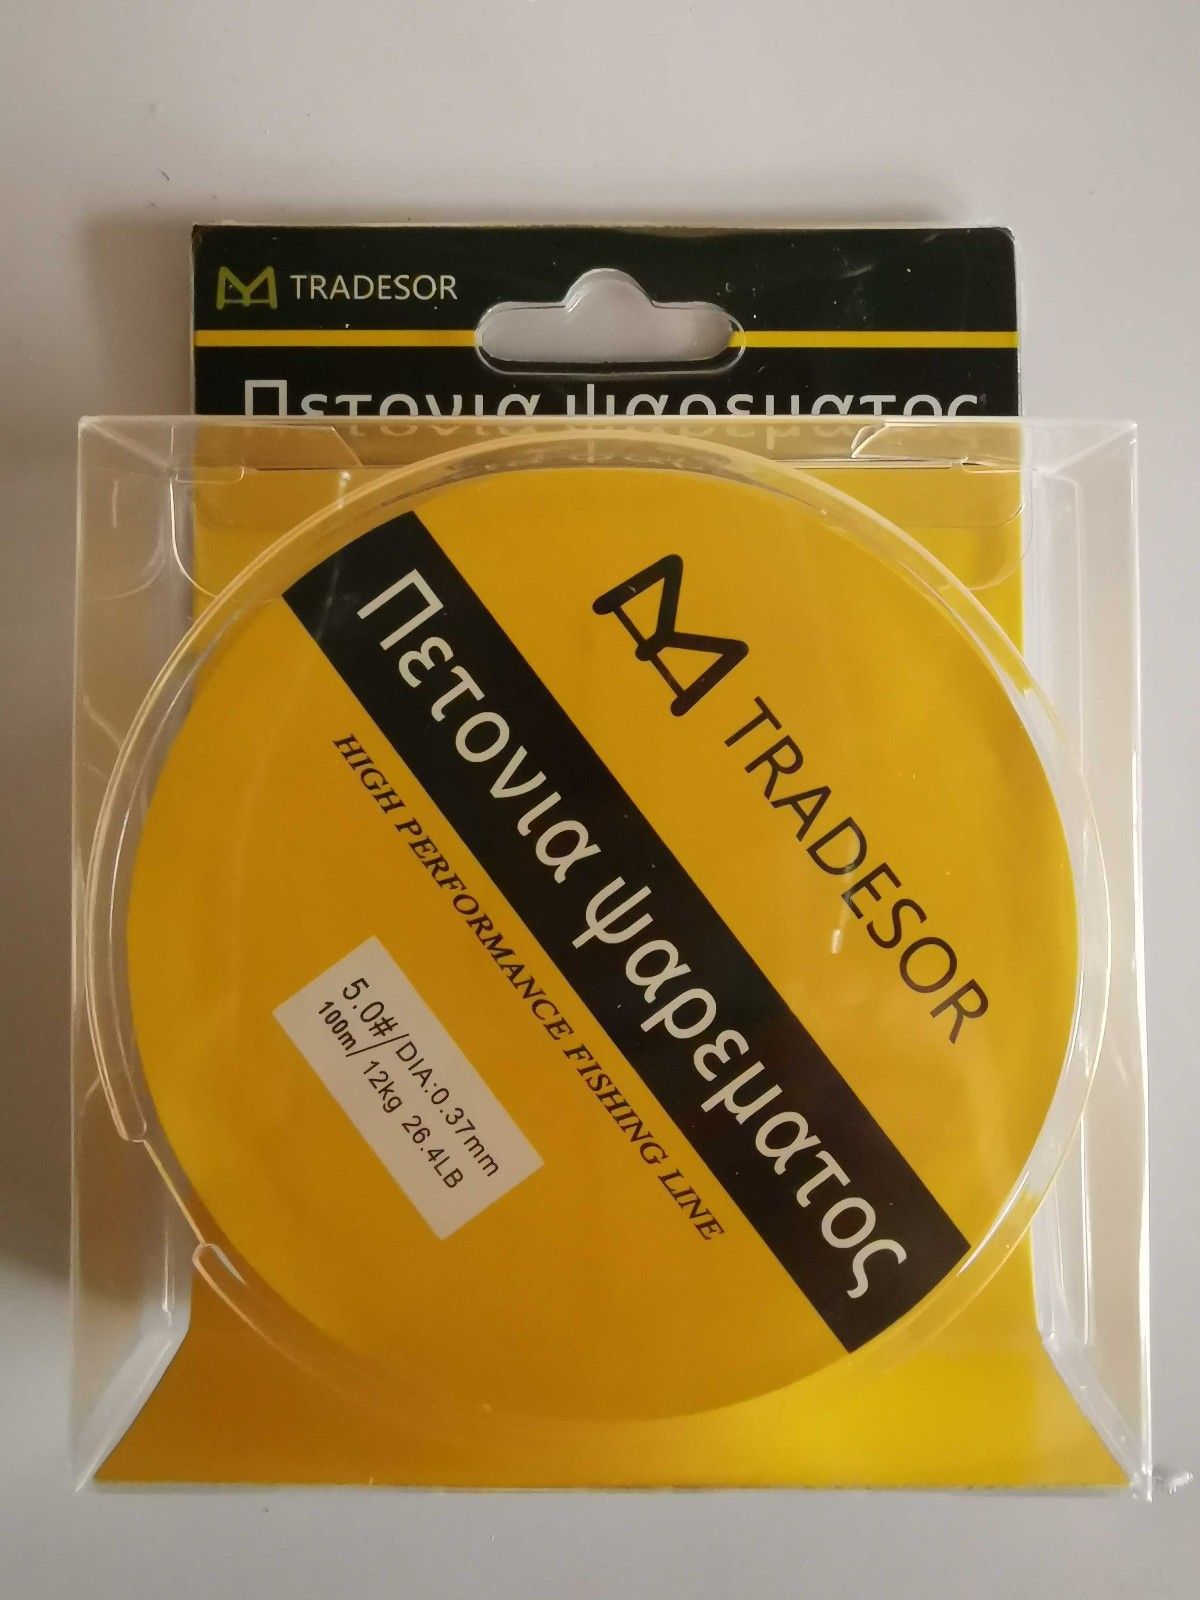 TRADESOR
Πετονια ψαρεματος
TRADESOR
Πετονια ψαρεματος
HIGH PERFORMANCE FISHING LINE
5.0#/DIA:0.37mm
100m/12kg 26.4LB